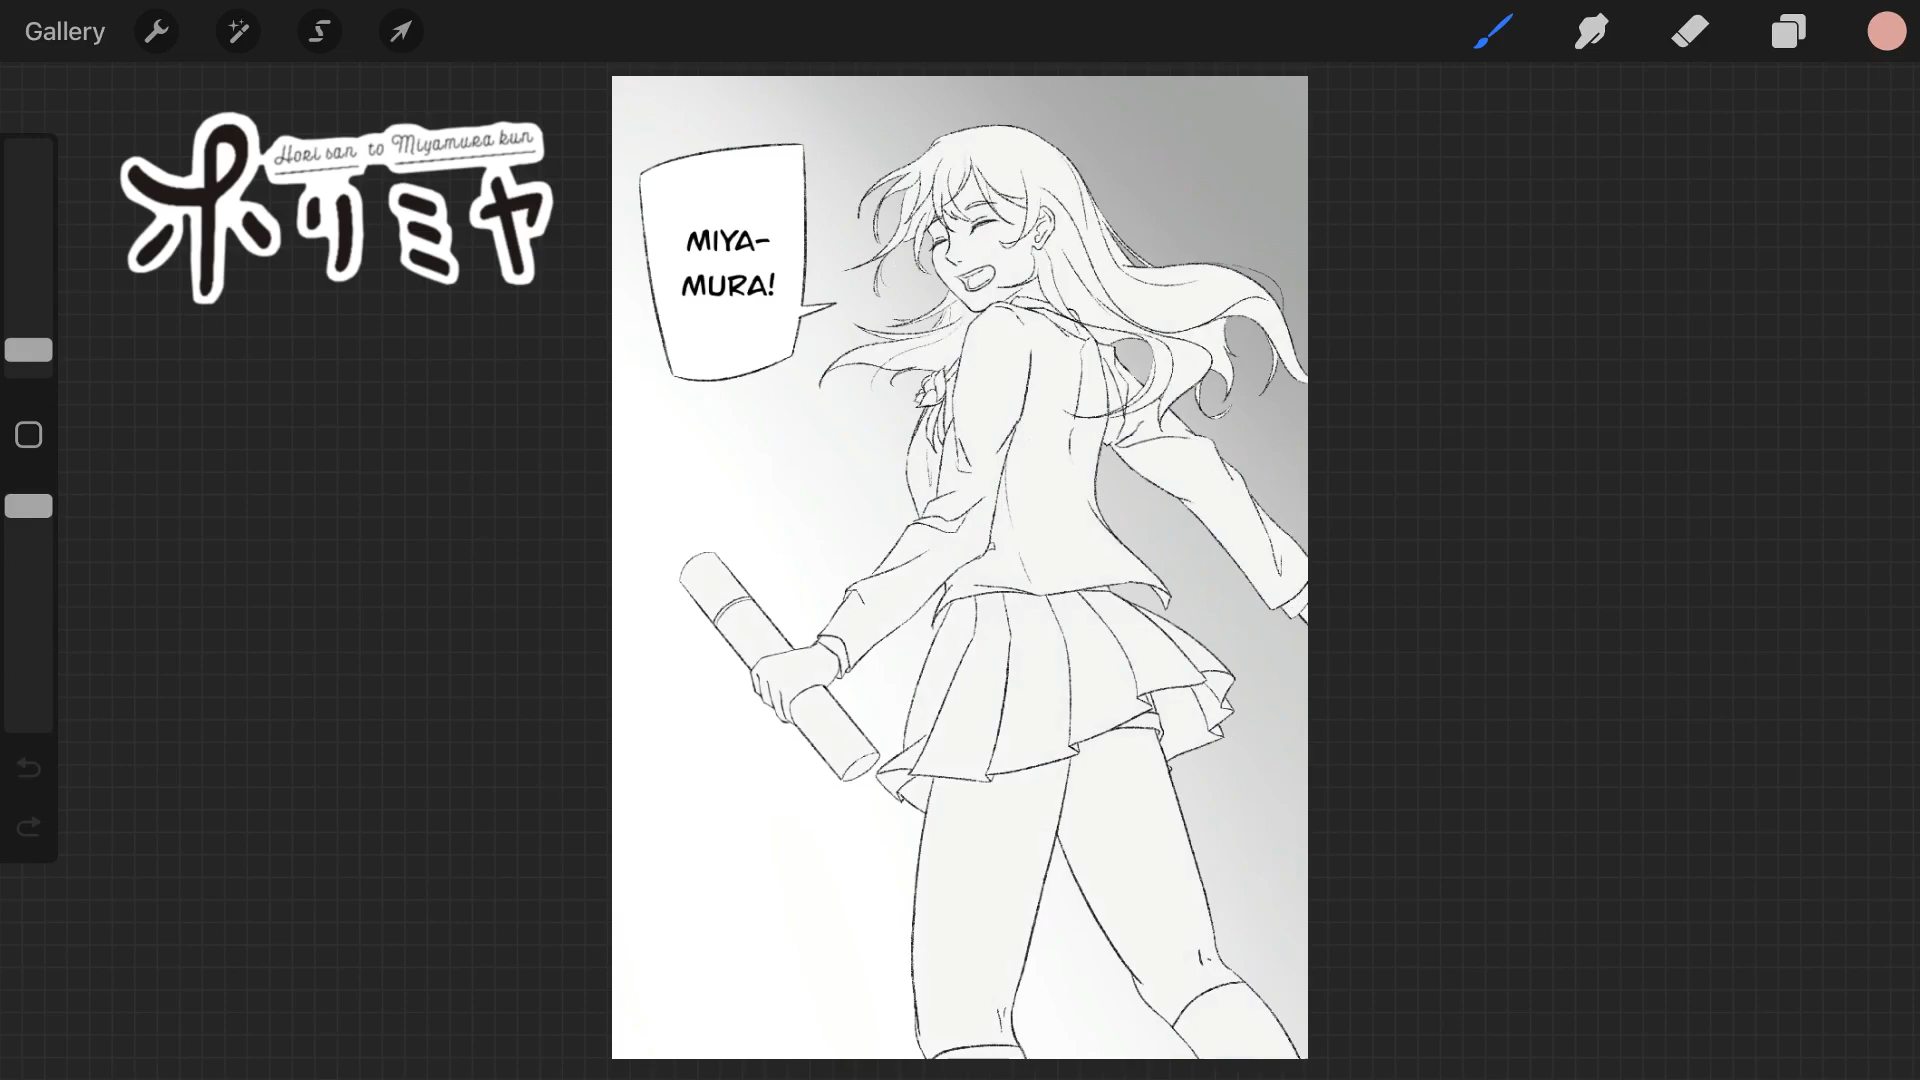 Gallery
Hori san to Miyamura kun
ホリミヤ
MIYA-
MURA!